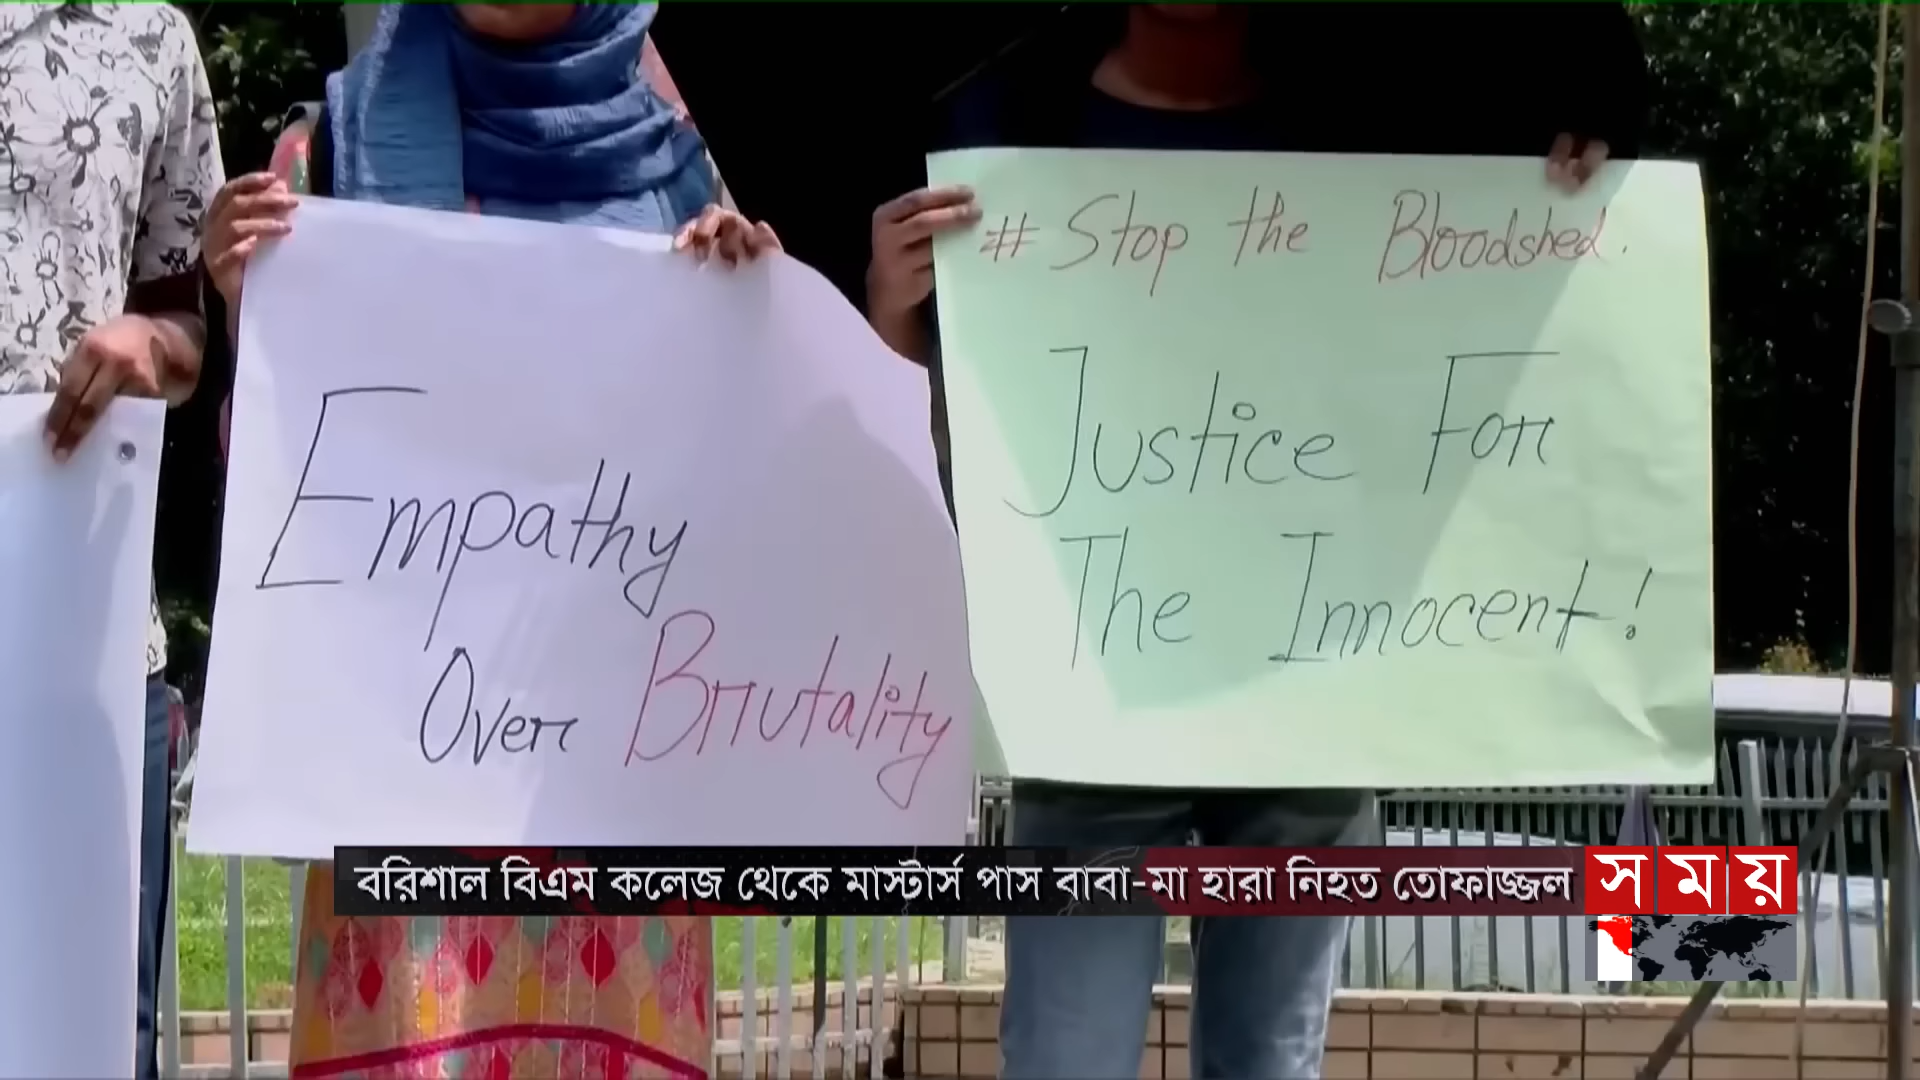 Empathy
Over Brutality
# Stop the Bloodshed.
Justice For
The Innocent!
বরিশাল বিএম কলেজ থেকে মাস্টার্স পাস বাবা-মা হারা নিহত তোফাজ্জল
সময়